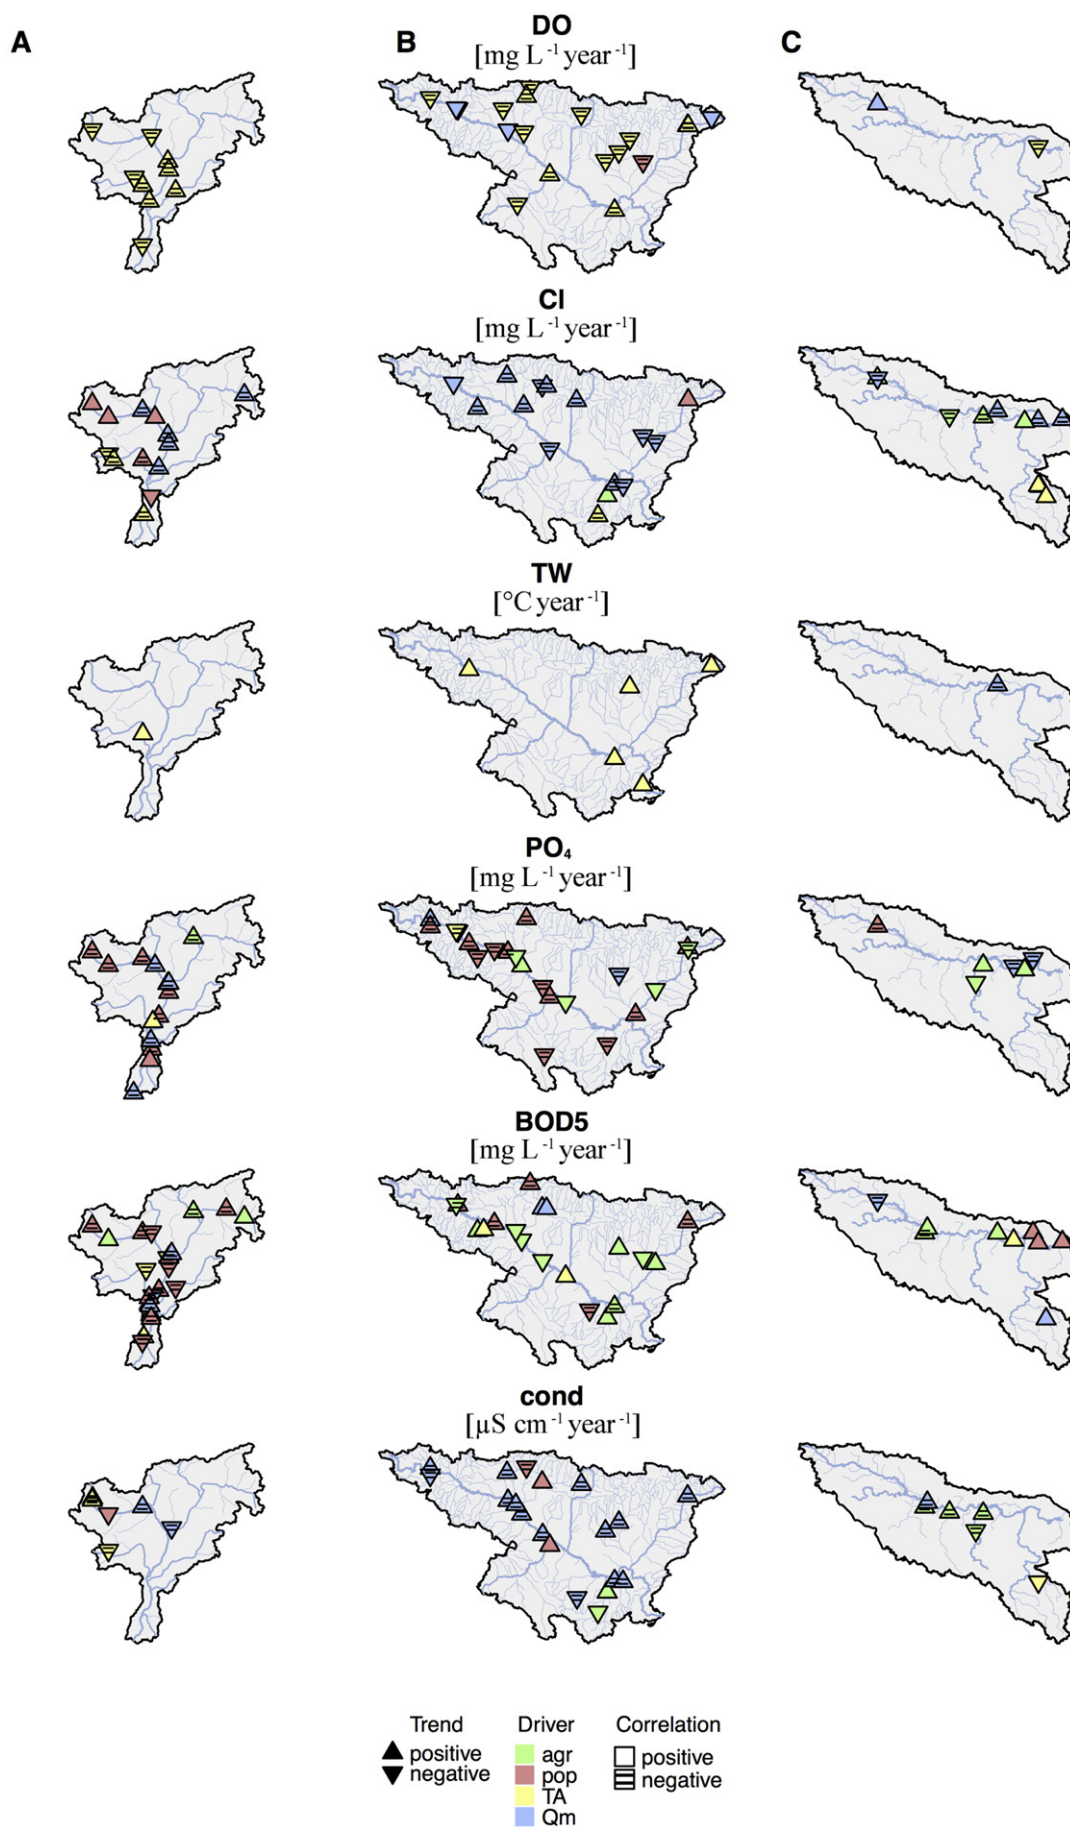 A
B
C
DO
[mg L⁻¹ year⁻¹]
Cl
[mg L⁻¹ year⁻¹]
TW
[°C year⁻¹]
PO₄
[mg L⁻¹ year⁻¹]
BOD5
[mg L⁻¹ year⁻¹]
cond
[µS cm⁻¹ year⁻¹]
Trend
positive
negative
Driver
agr
pop
TA
Qm
Correlation
positive
negative